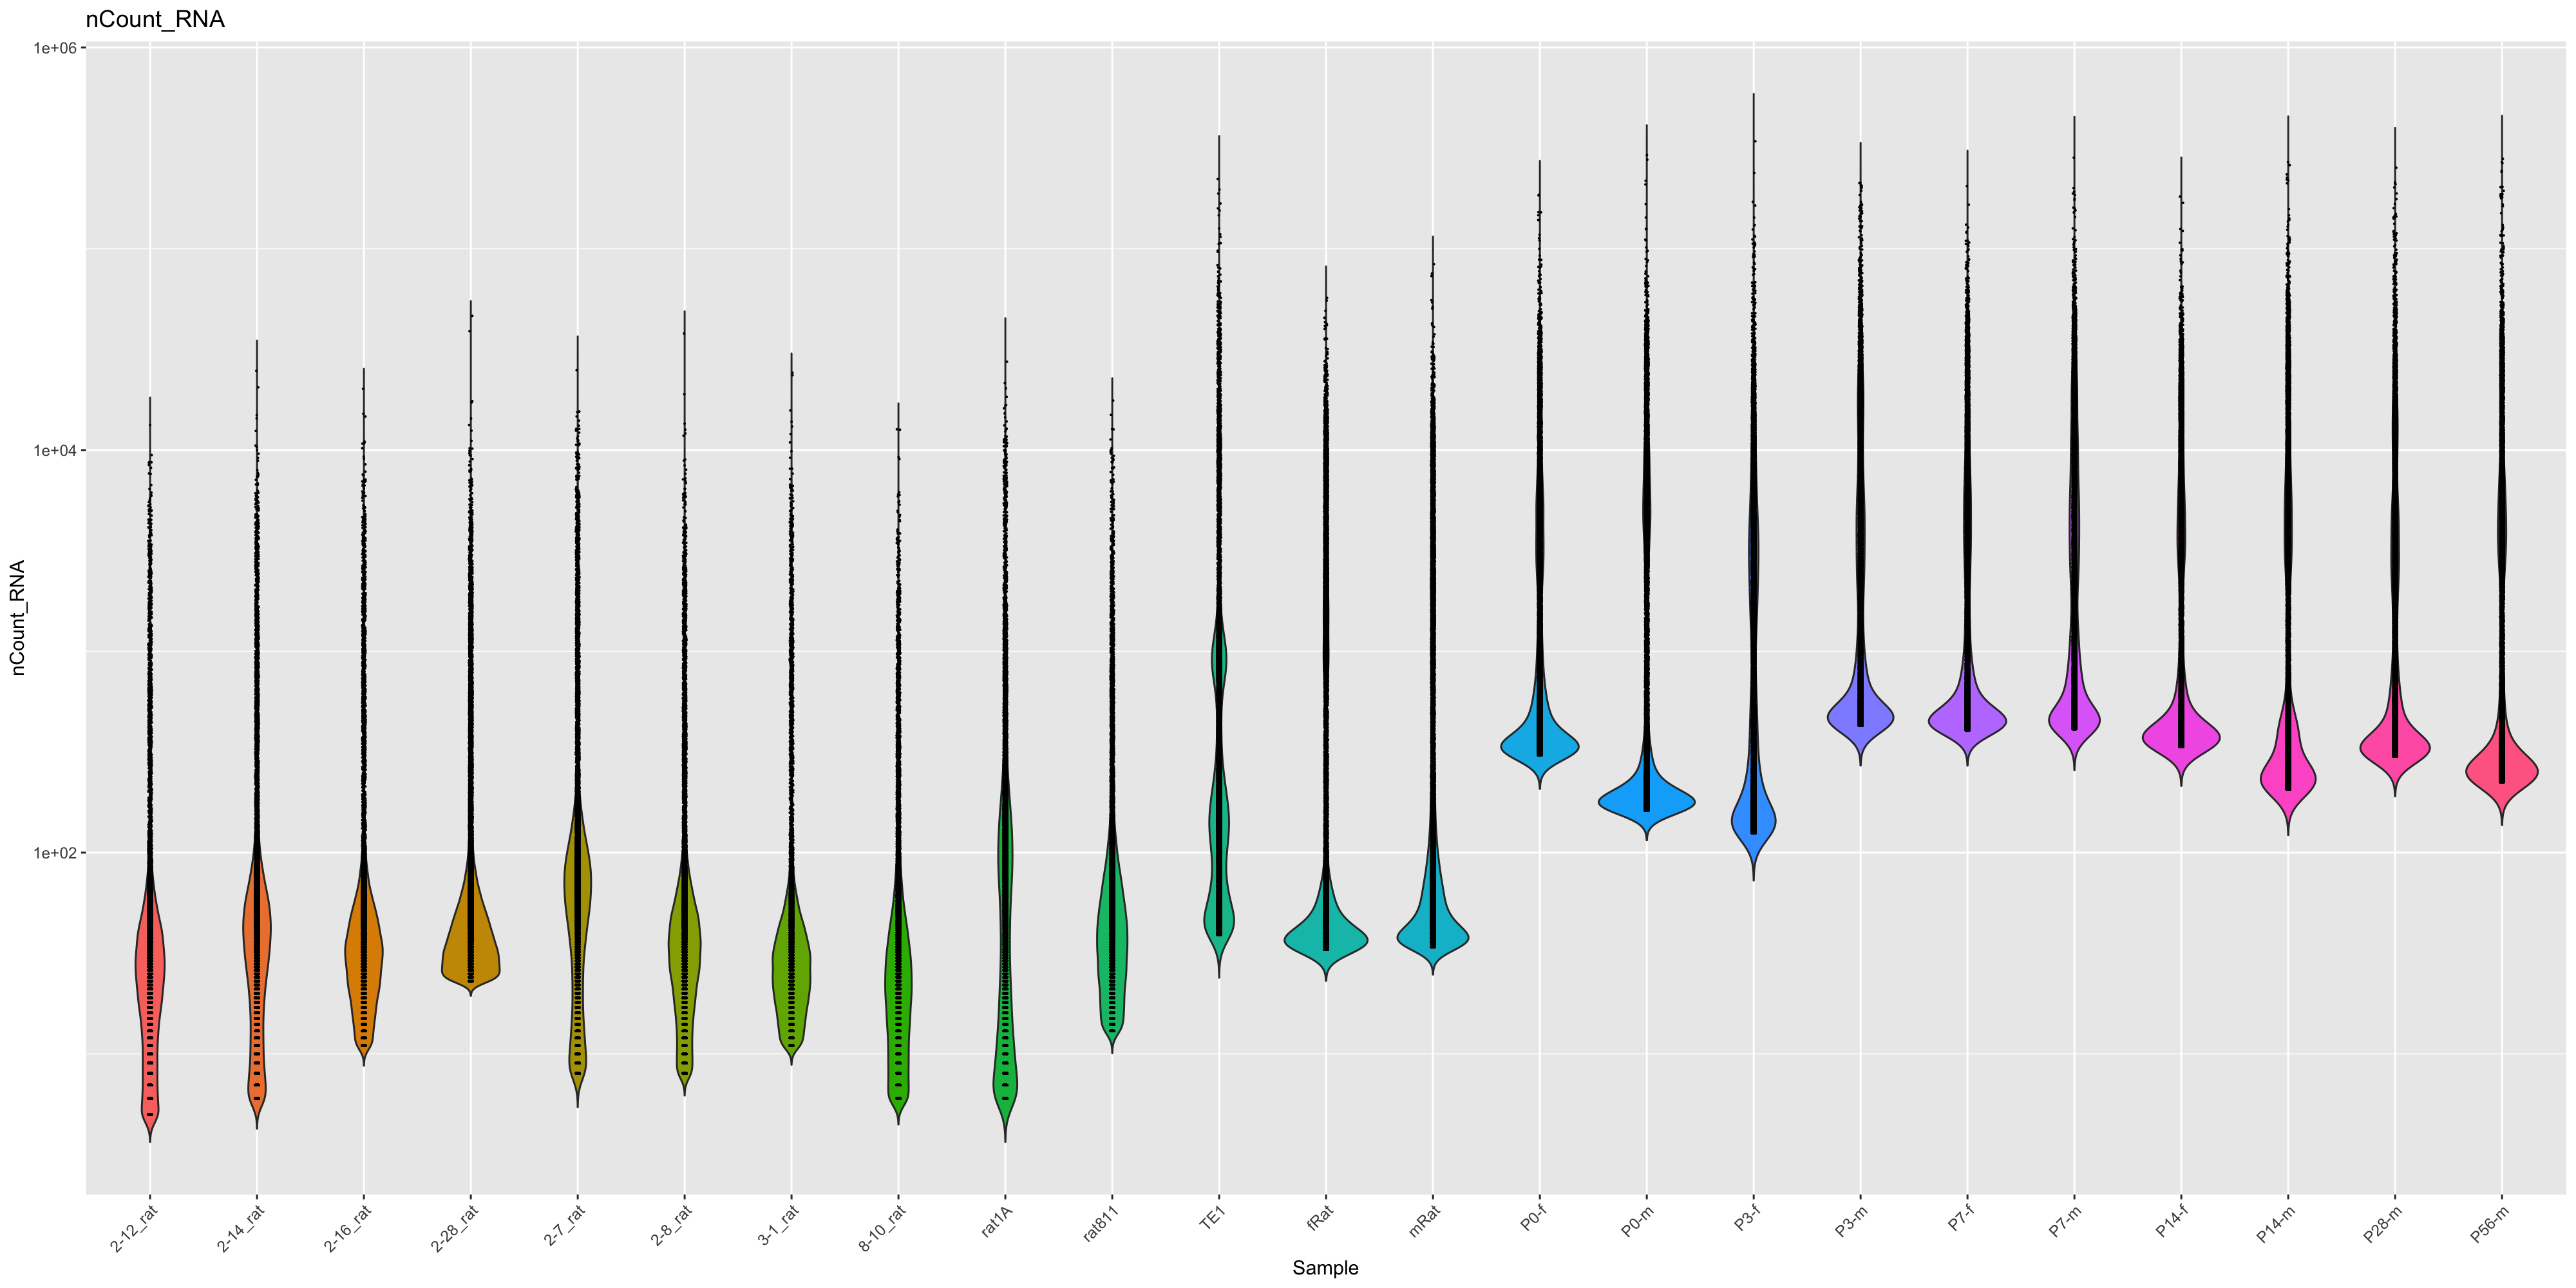 nCount_RNA
1e+06
1e+04
1e+02
nCount_RNA
2-12_rat
2-14_rat
2-16_rat
2-28_rat
2-7_rat
2-8_rat
3-1_rat
8-10_rat
rat1A
rat811
TE1
fRat
mRat
P0-f
P0-m
P3-f
P3-m
P7-f
P7-m
P14-f
P14-m
P28-m
P56-m
Sample